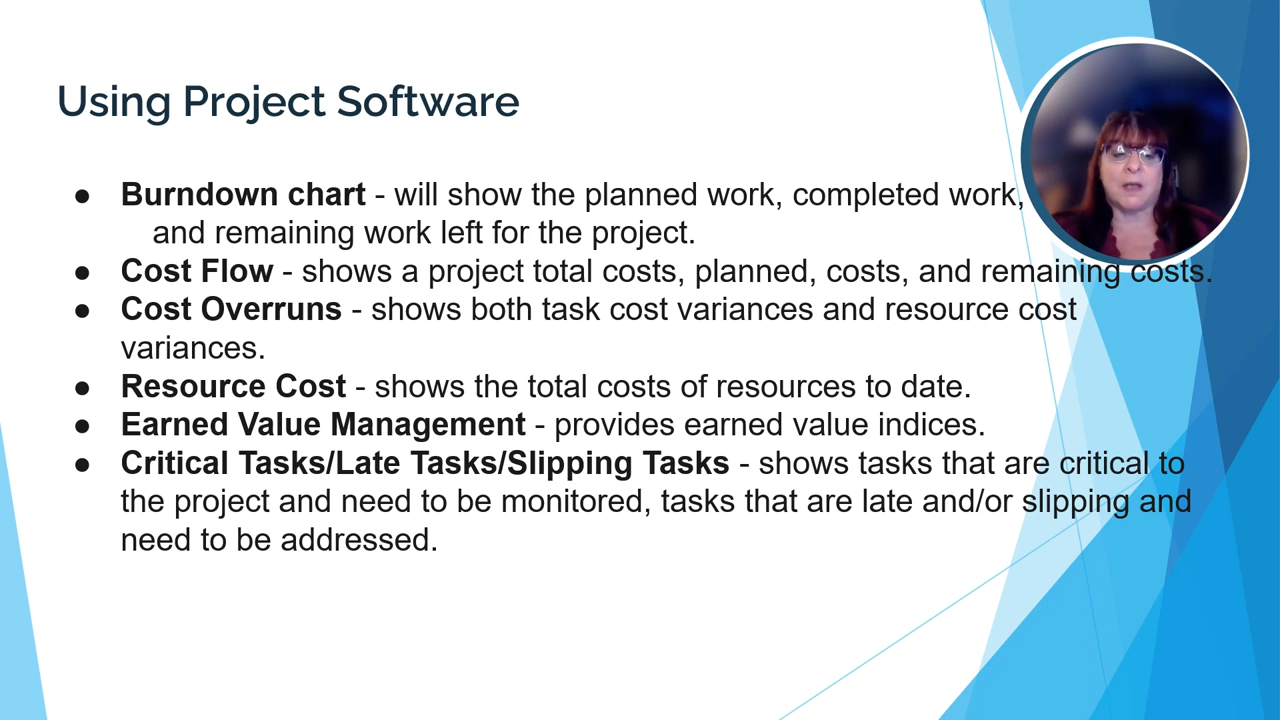 Using Project Software
● Burndown chart - will show the planned work, completed work,
and remaining work left for the project.
● Cost Flow - shows a project total costs, planned, costs, and remaining costs.
● Cost Overruns - shows both task cost variances and resource cost
variances.
● Resource Cost - shows the total costs of resources to date.
● Earned Value Management - provides earned value indices.
● Critical Tasks/Late Tasks/Slipping Tasks - shows tasks that are critical to
the project and need to be monitored, tasks that are late and/or slipping and
need to be addressed.